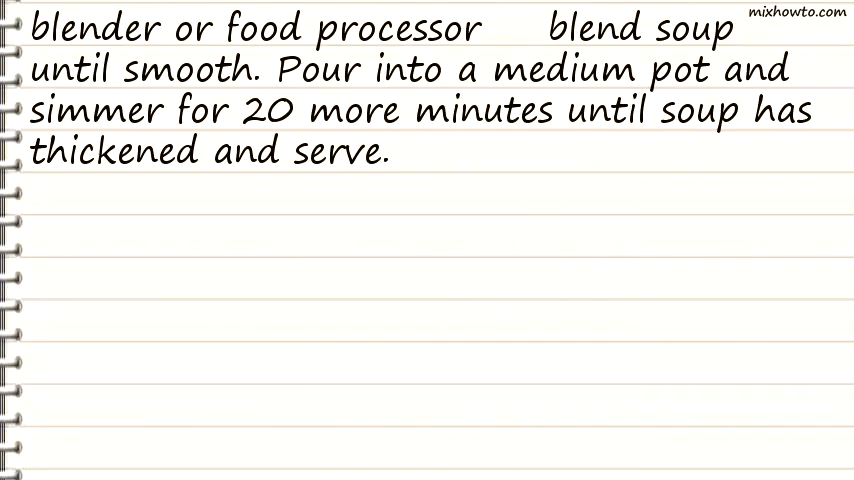 mixhowto.com
blender or food processor blend soup
until smooth. Pour into a medium pot and
simmer for 20 more minutes until soup has
thickened and serve.